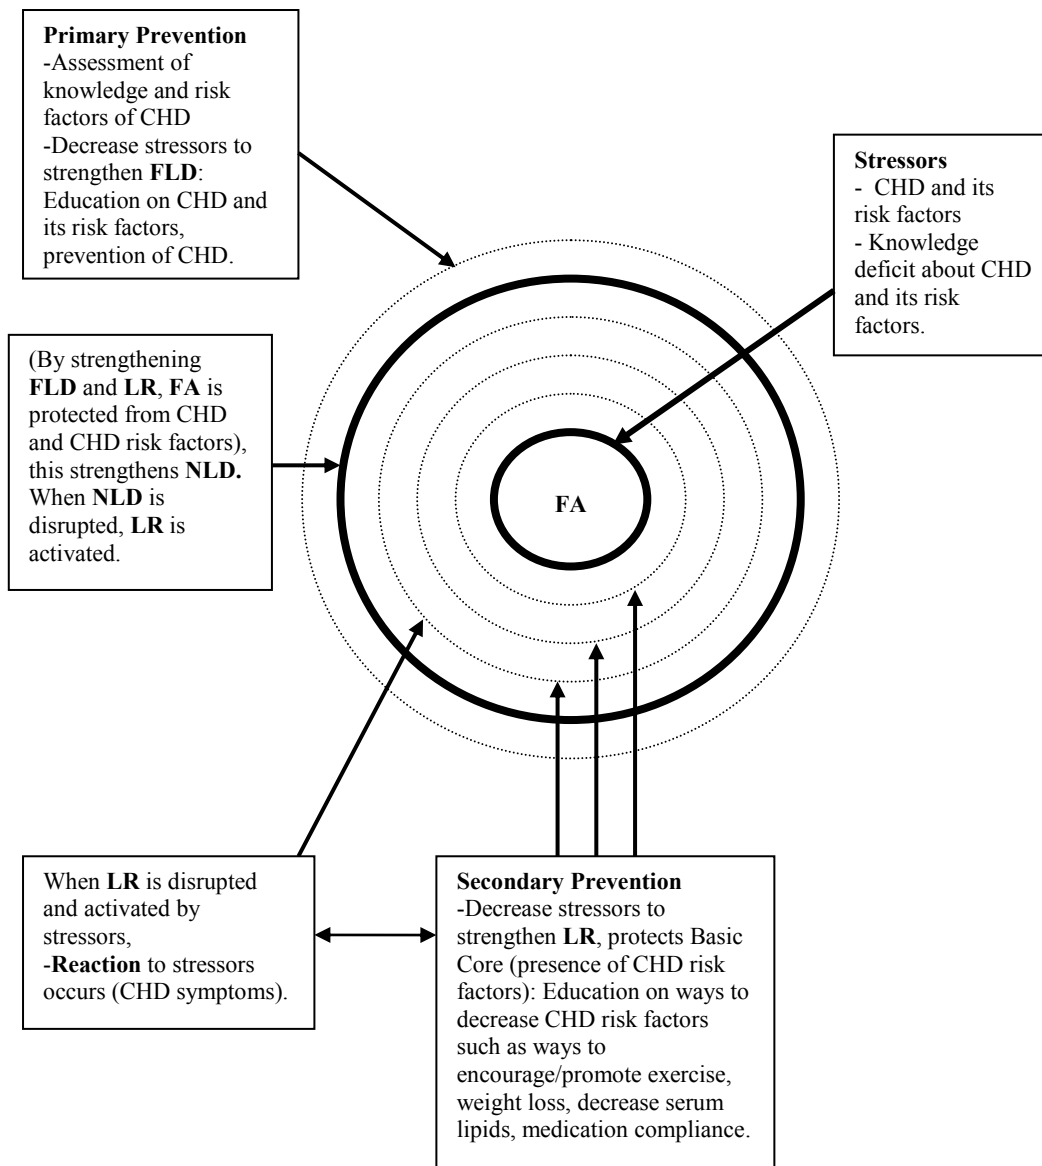 Primary Prevention
-Assessment of
knowledge and risk
factors of CHD
-Decrease stressors to
strengthen FLD:
Education on CHD and
its risk factors,
prevention of CHD.
Stressors
- CHD and its
risk factors
- Knowledge
deficit about CHD
and its risk
factors.
(By strengthening
FLD and LR, FA is
protected from CHD
and CHD risk factors),
this strengthens NLD.
When NLD is
disrupted, LR is
activated.
FA
When LR is disrupted
and activated by
stressors,
-Reaction to stressors
occurs (CHD symptoms).
Secondary Prevention
-Decrease stressors to
strengthen LR, protects Basic
Core (presence of CHD risk
factors): Education on ways to
decrease CHD risk factors
such as ways to
encourage/promote exercise,
weight loss, decrease serum
lipids, medication compliance.